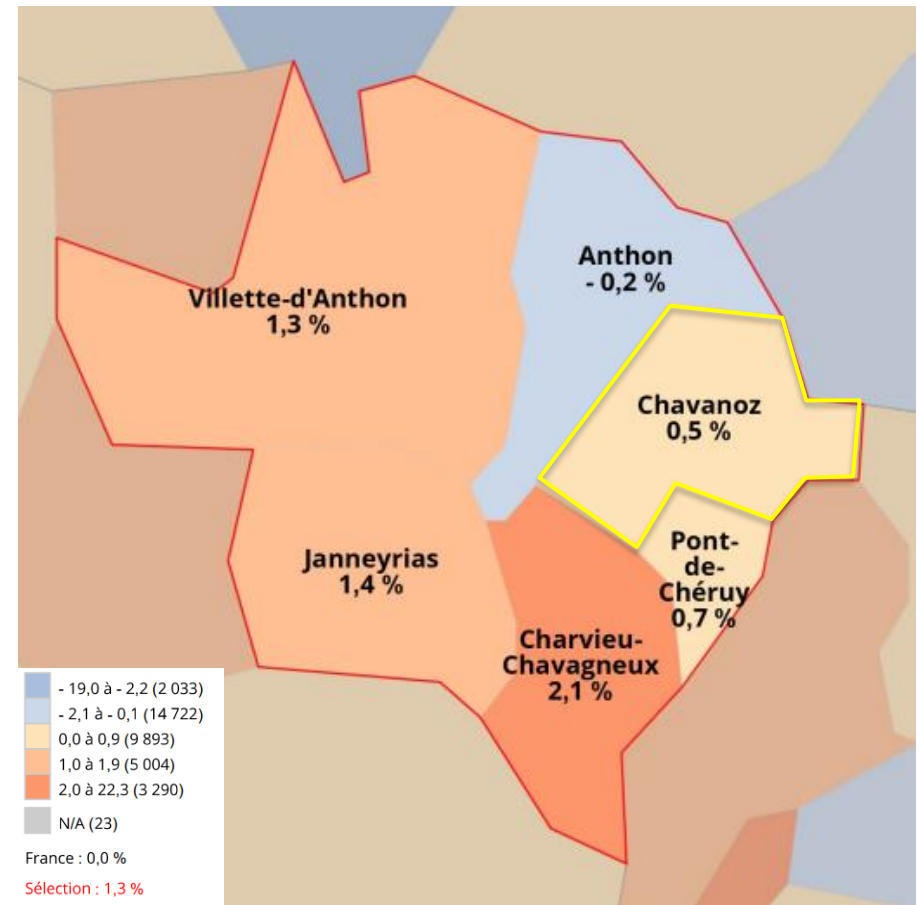 Anthon
- 0,2 %
Villette-d'Anthon
1,3 %
Chavanoz
0,5 %
Janneyrias
1,4 %
Pont-
de-
Chéruy
0,7 %
Charvieu-
Chavagneux
2,1 %
- 19,0 à - 2,2 (2 033)
- 2,1 à - 0,1 (14 722)
0,0 à 0,9 (9 893)
1,0 à 1,9 (5 004)
2,0 à 22,3 (3 290)
N/A (23)
France : 0,0 %
Sélection : 1,3 %